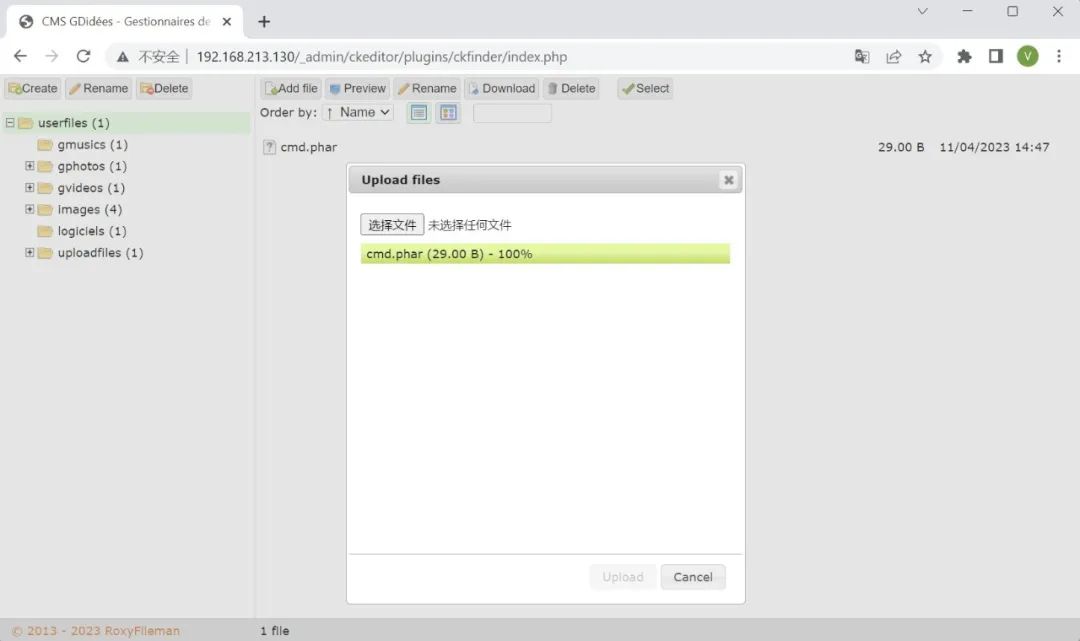 CMS GDidées - Gestionnaires de
不安全 192.168.213.130/_admin/ckeditor/plugins/ckfinder/index.php V
Create Rename Delete Add file Preview Rename Download Delete Select
Order by: ↑ Name
userfiles (1)
gmusics (1)
gphotos (1)
gvideos (1)
images (4)
logiciels (1)
uploadfiles (1)
cmd.phar 29.00 B 11/04/2023 14:47
Upload files
选择文件 未选择任何文件
cmd.phar (29.00 B) - 100%
Upload Cancel
© 2013 - 2023 RoxyFileman 1 file